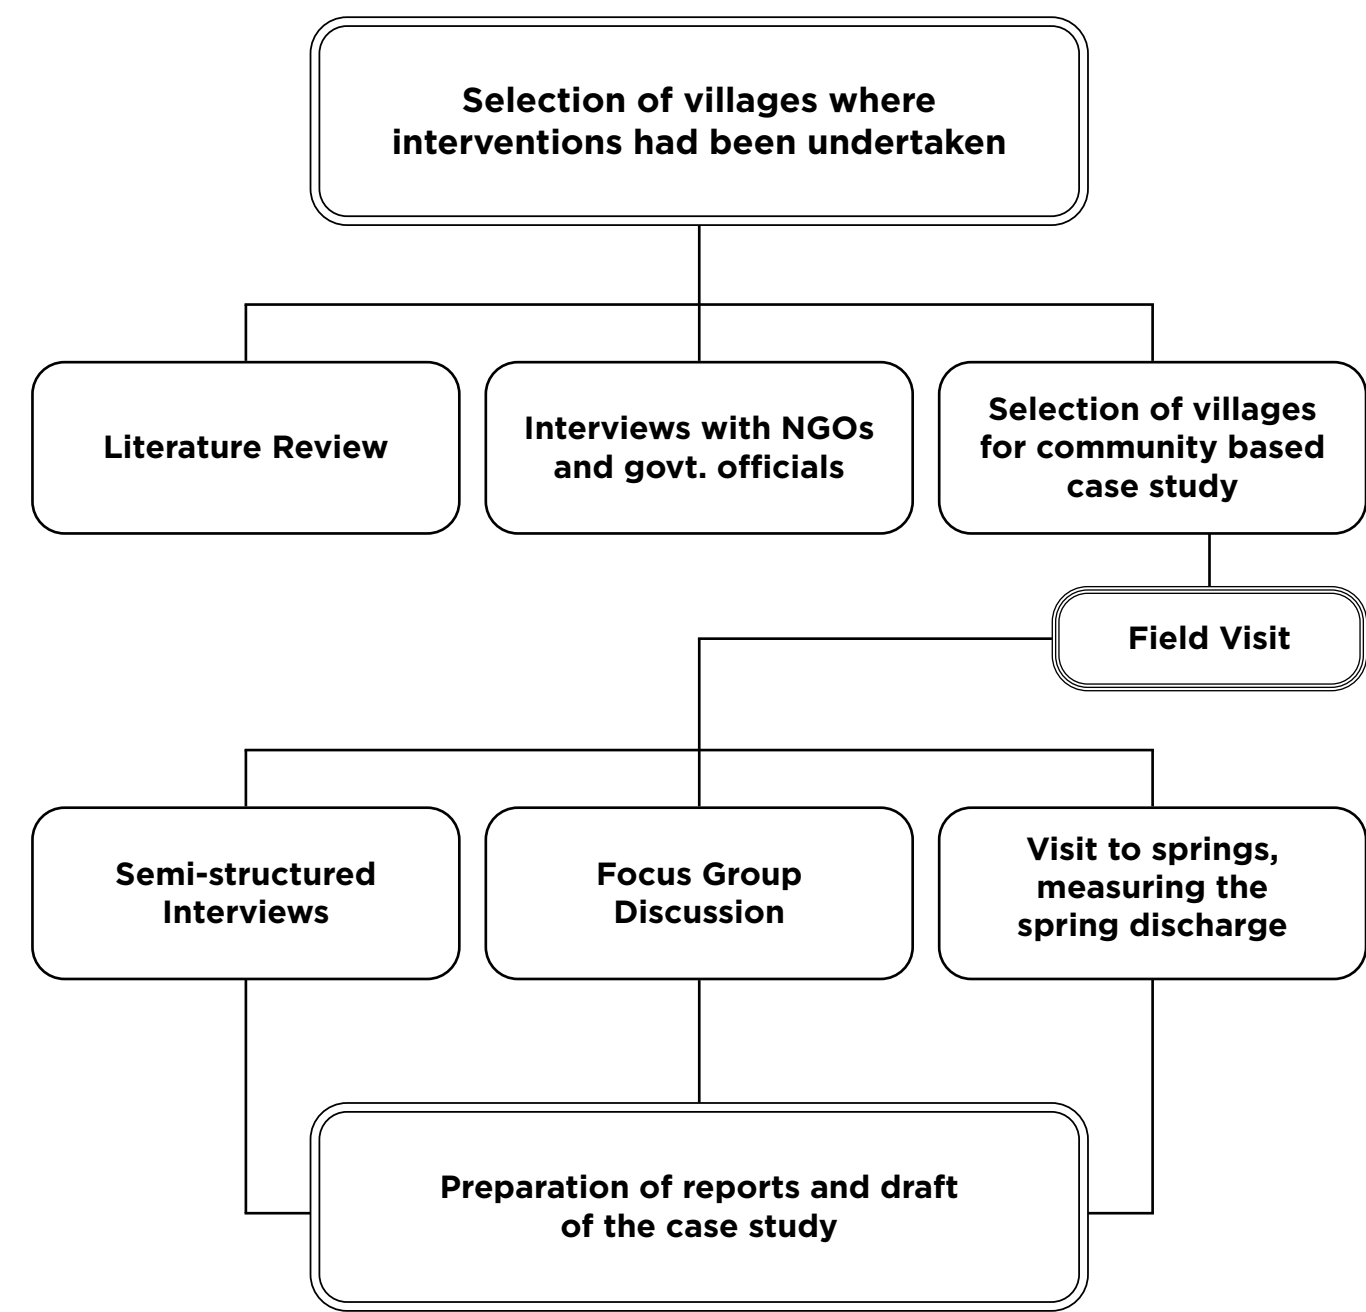 Selection of villages where
interventions had been undertaken
Literature Review
Interviews with NGOs
and govt. officials
Selection of villages
for community based
case study
Field Visit
Semi-structured
Interviews
Focus Group
Discussion
Visit to springs,
measuring the
spring discharge
Preparation of reports and draft
of the case study